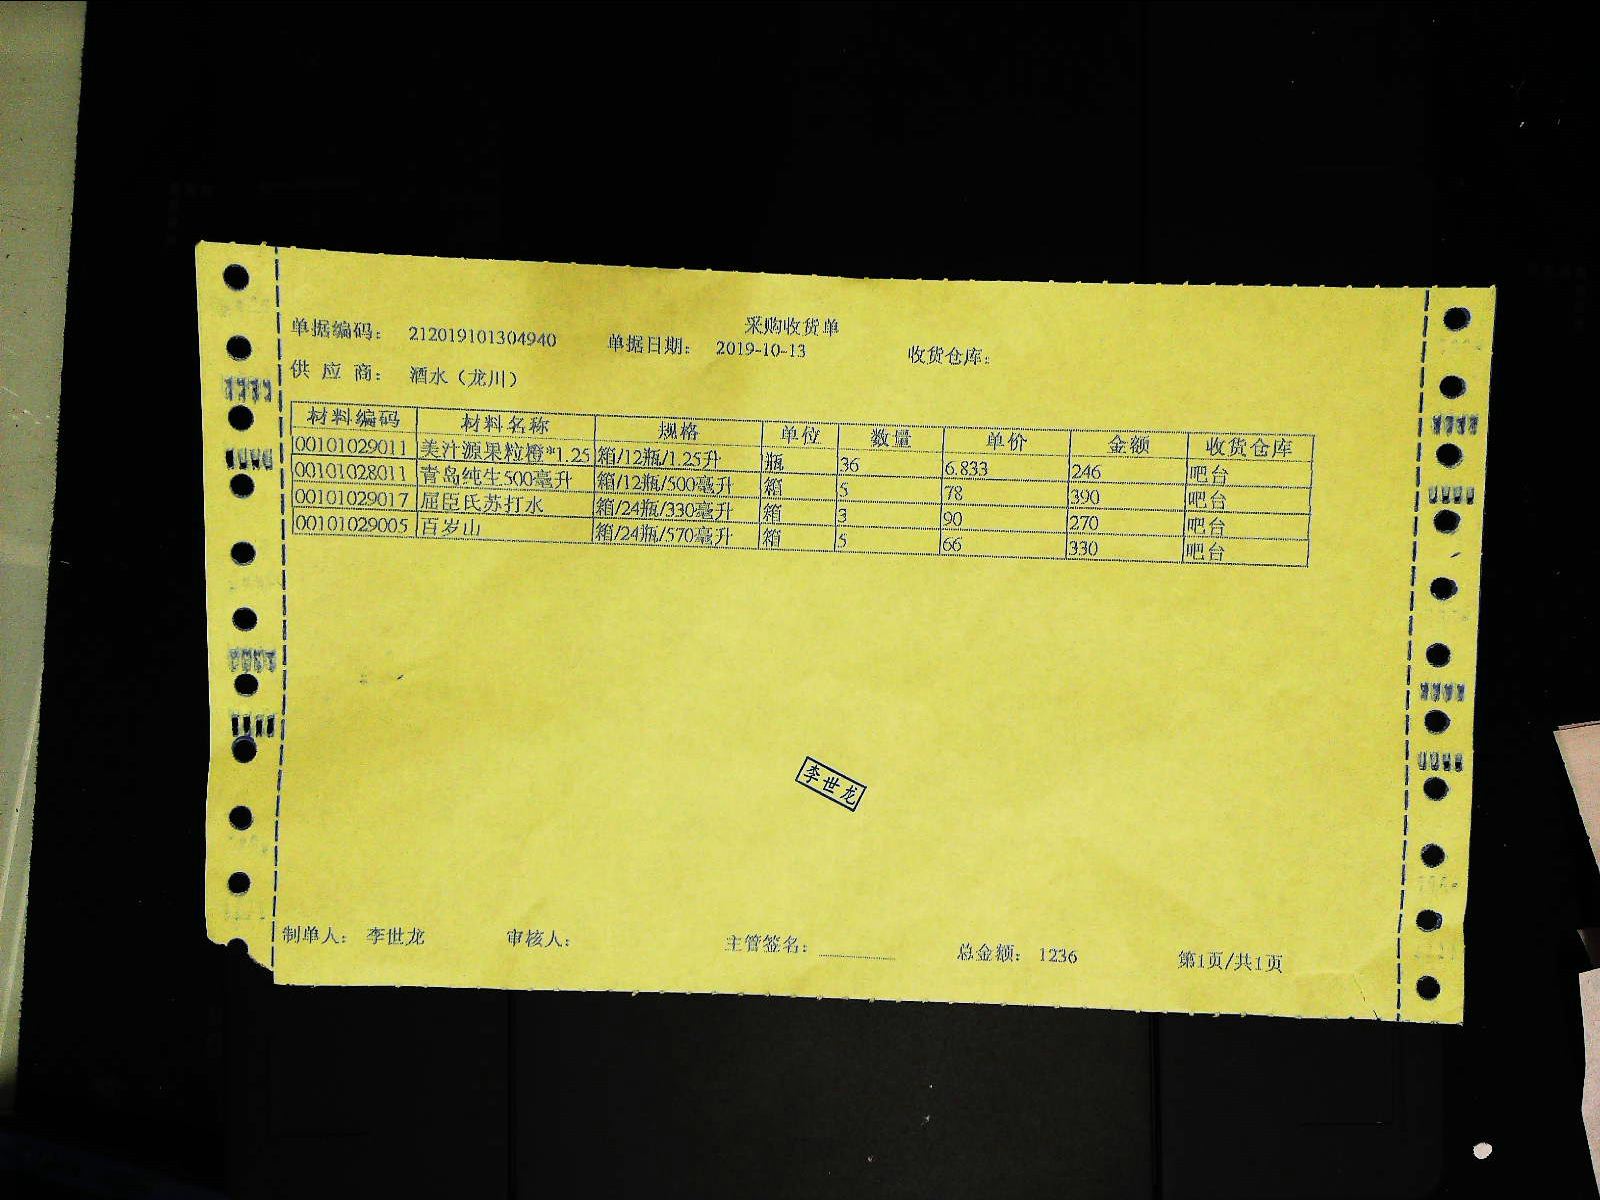 采购收货单
单据编码： 212019101304940 单据日期： 2019-10-13 收货仓库：
供 应 商： 酒水（龙川）
材料编码 材料名称 规格 单位 数量 单价 金额 收货仓库
00101029011 美汁源果粒橙*1.25 箱/12瓶/1.25升 瓶 36 6.833 246 吧台
00101028011 青岛纯生500毫升 箱/12瓶/500毫升 箱 5 78 390 吧台
00101029017 屈臣氏苏打水 箱/24瓶/330毫升 箱 3 90 270 吧台
00101029005 百岁山 箱/24瓶/570毫升 箱 5 66 330 吧台
李世龙
制单人： 李世龙 审核人： 主管签名： 总金额： 1236 第1页/共1页